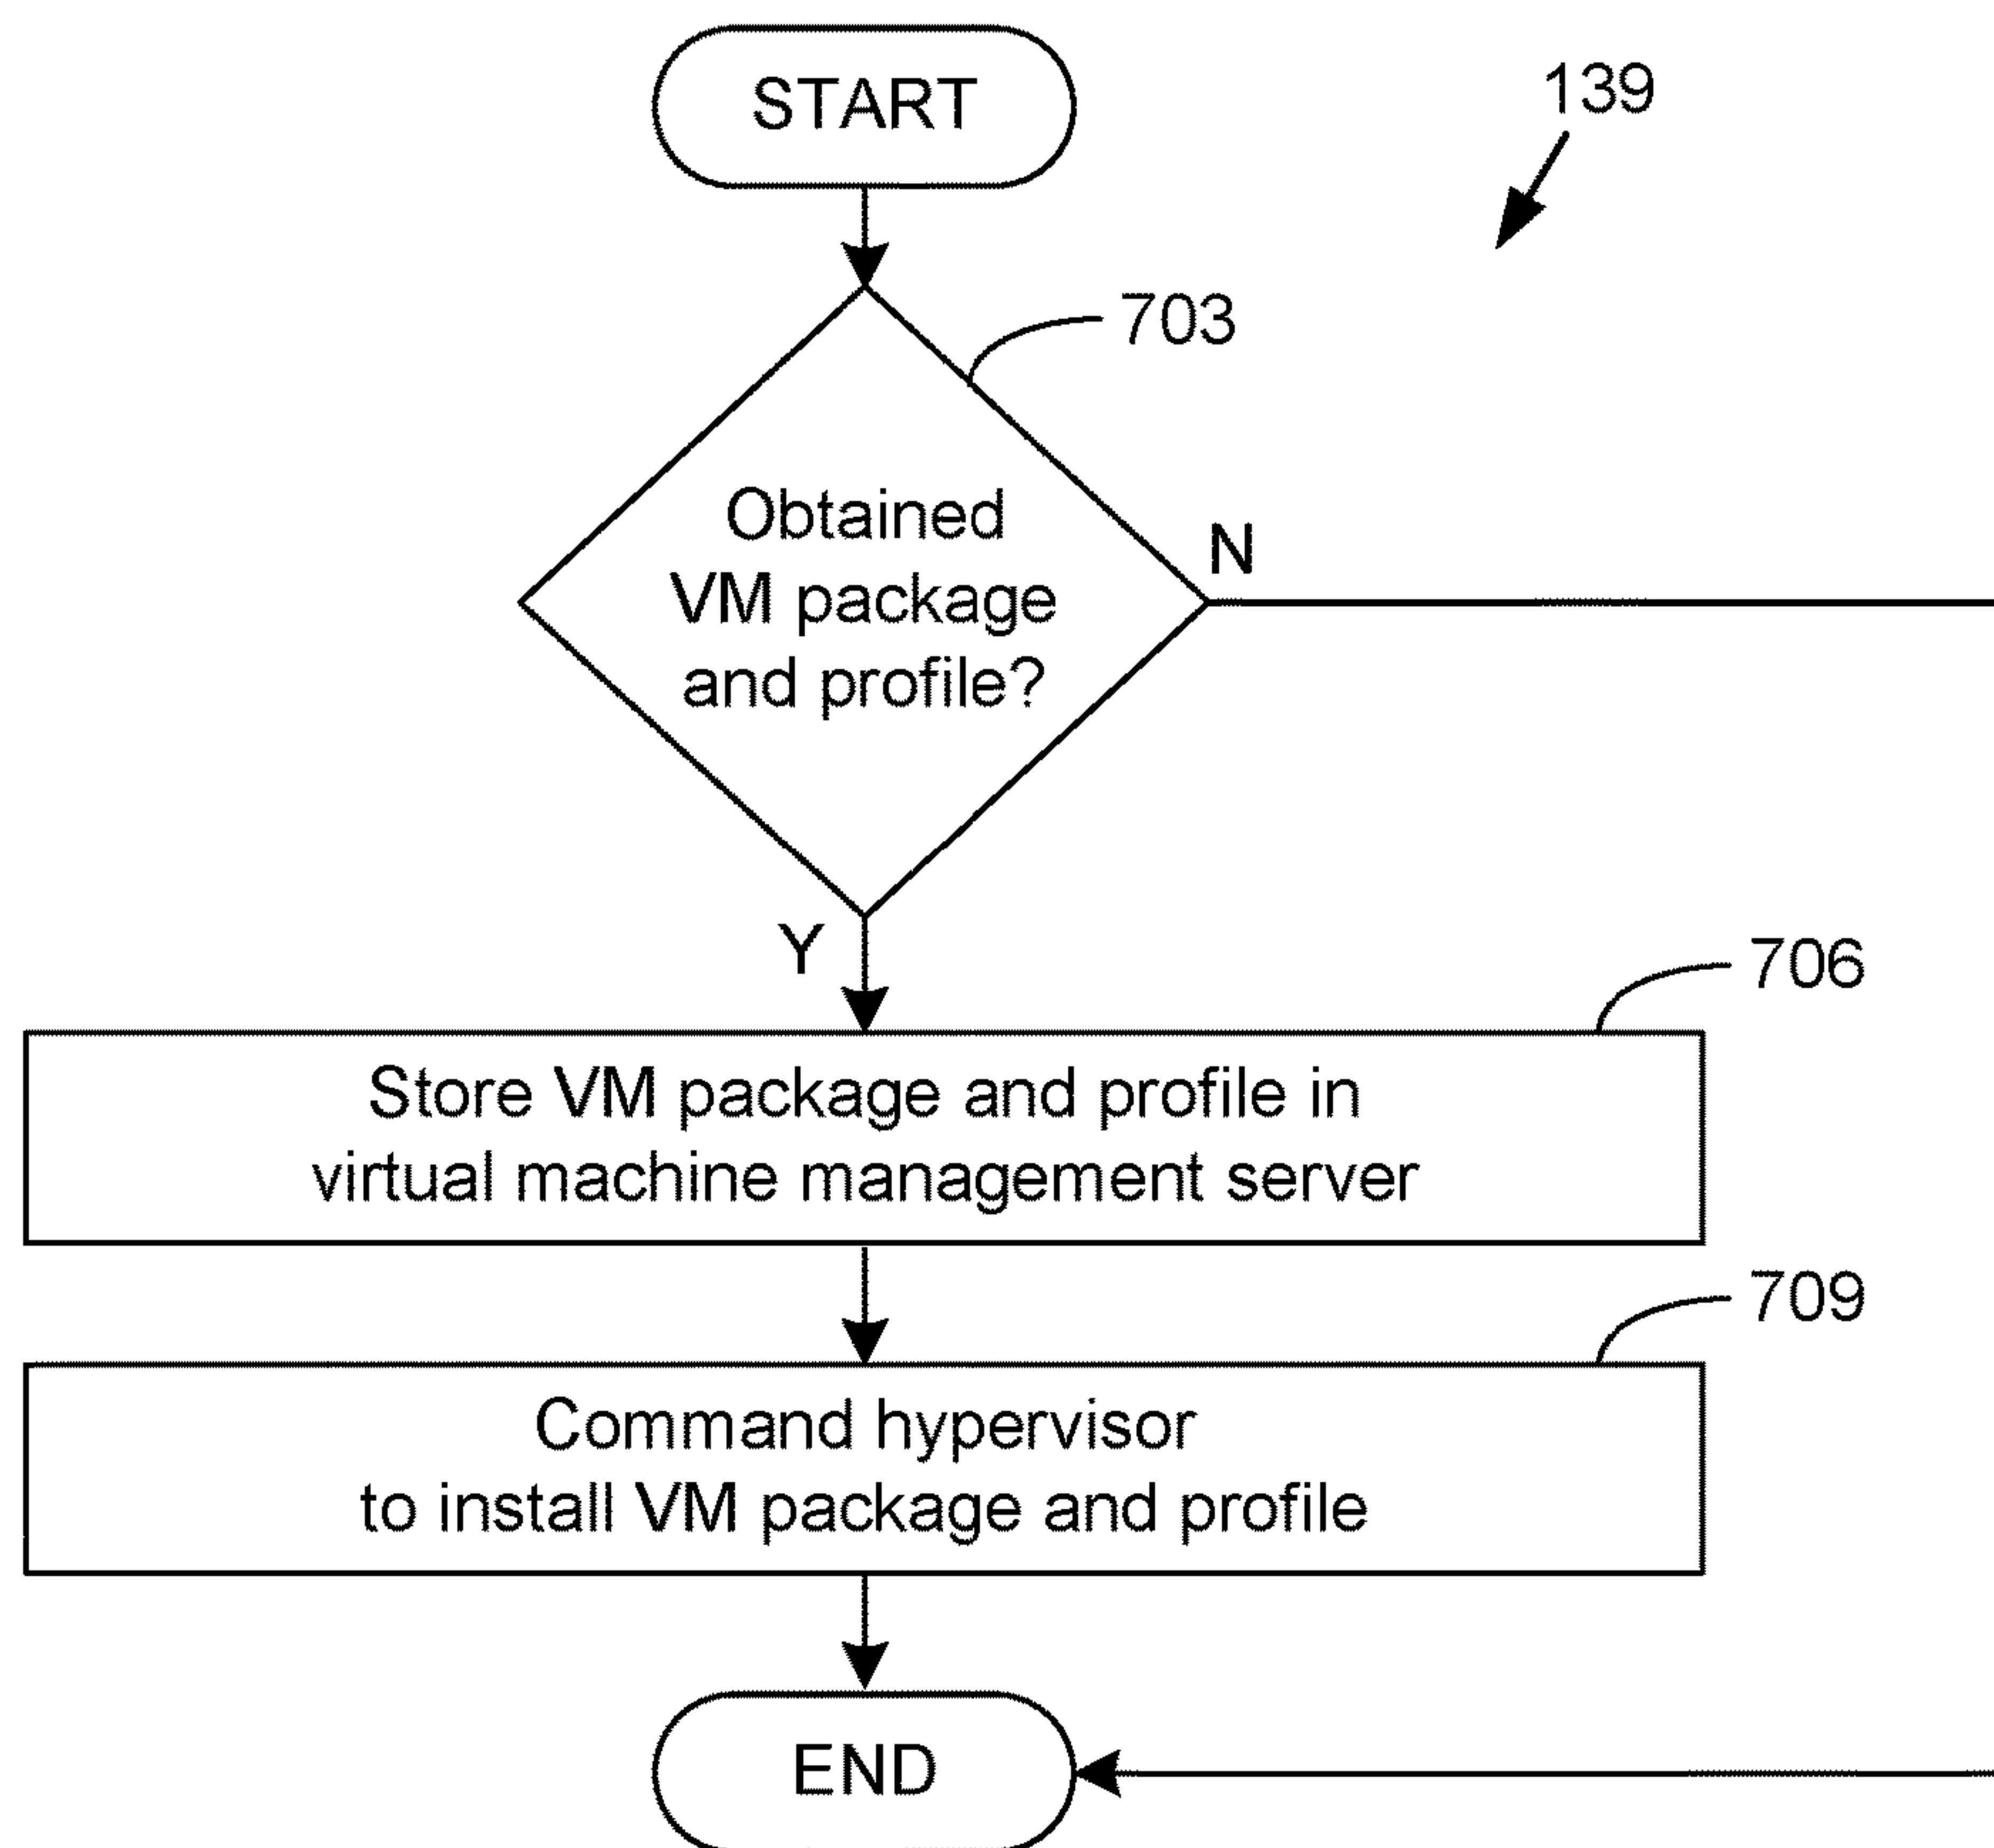 START
139
703
Obtained
VM package
and profile?
N
Y
706
Store VM package and profile in
virtual machine management server
709
Command hypervisor
to install VM package and profile
END